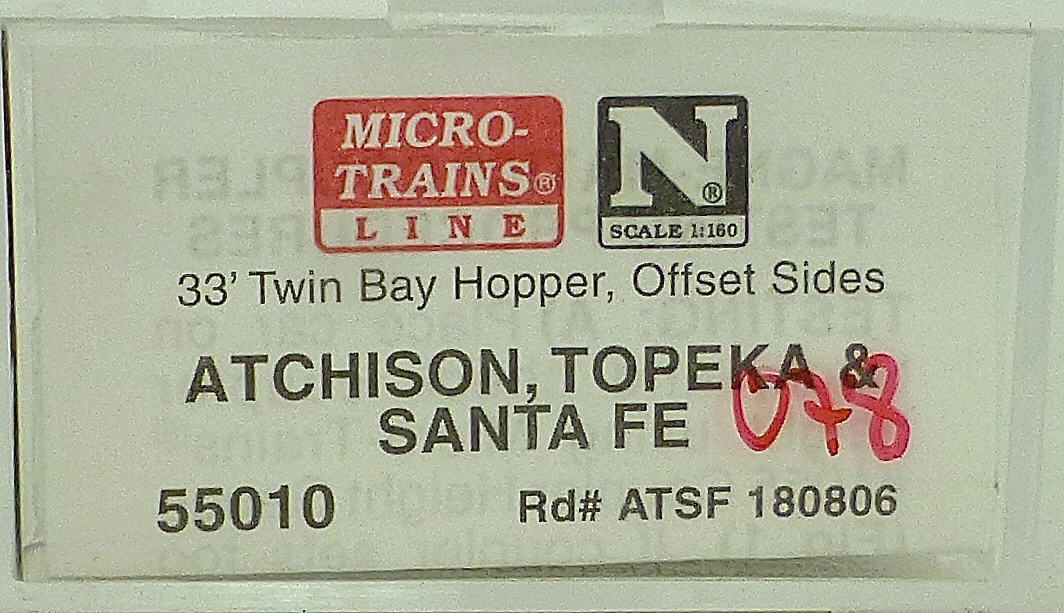 MICRO-
TRAINS®
LINE
N®
SCALE 1:160
33' Twin Bay Hopper, Offset Sides
ATCHISON, TOPEKA &
SANTA FE
078
55010 Rd# ATSF 180806